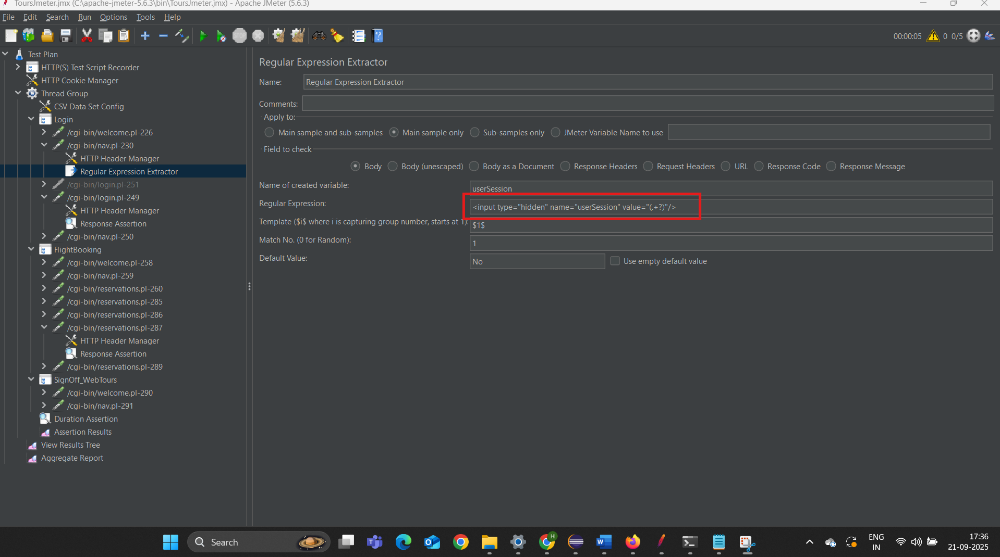 ToursJmeter.jmx (C:\apache-jmeter-5.6.3\bin\ToursJmeter.jmx) - Apache JMeter (5.6.3)
File Edit Search Run Options Tools Help
STOP
?
00:00:05 0 0/5
Test Plan
HTTP(S) Test Script Recorder
HTTP Cookie Manager
Thread Group
CSV Data Set Config
Login
/cgi-bin/welcome.pl-226
/cgi-bin/nav.pl-230
HTTP Header Manager
Regular Expression Extractor
/cgi-bin/login.pl-251
/cgi-bin/login.pl-249
HTTP Header Manager
Response Assertion
/cgi-bin/nav.pl-250
FlightBooking
/cgi-bin/welcome.pl-258
/cgi-bin/nav.pl-259
/cgi-bin/reservations.pl-260
/cgi-bin/reservations.pl-285
/cgi-bin/reservations.pl-286
/cgi-bin/reservations.pl-287
HTTP Header Manager
Response Assertion
/cgi-bin/reservations.pl-289
SignOff_WebTours
/cgi-bin/welcome.pl-290
/cgi-bin/nav.pl-291
Duration Assertion
Assertion Results
View Results Tree
Aggregate Report
Regular Expression Extractor
Name: Regular Expression Extractor
Comments:
Apply to:
Main sample and sub-samples Main sample only Sub-samples only JMeter Variable Name to use
Field to check
Body Body (unescaped) Body as a Document Response Headers Request Headers URL Response Code Response Message
Name of created variable: userSession
Regular Expression: <input type="hidden" name="userSession" value="(.+?)"/>
Template ($i$ where i is capturing group number, starts at 1): $1$
Match No. (0 for Random): 1
Default Value: No Use empty default value
Search
H
W
ENG
IN
17:36
21-09-2025